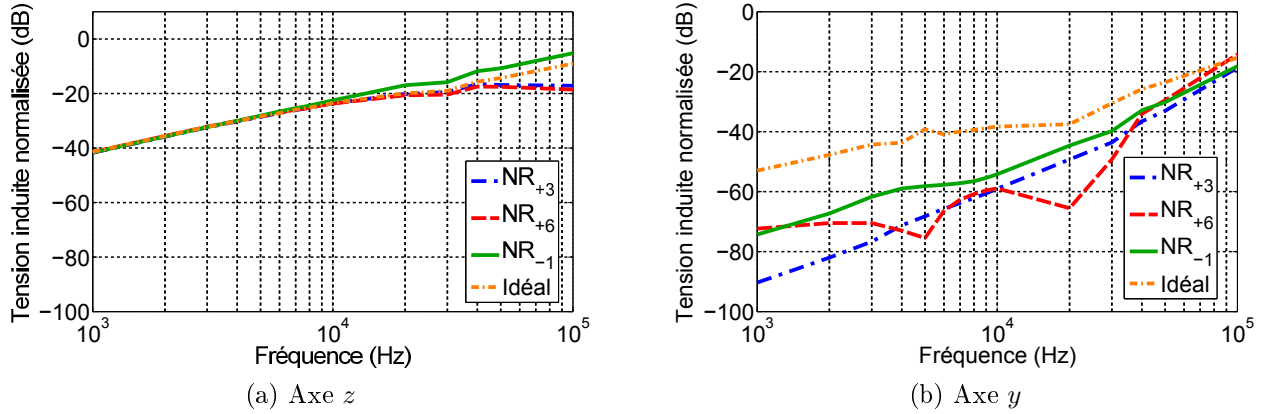 Tension induite normalisée (dB)
0
−20
−40
−60
−80
−100
NR+3
NR+6
NR−1
Idéal
10^3
10^4
10^5
Fréquence (Hz)
(a) Axe z
Tension induite normalisée (dB)
0
−20
−40
−60
−80
−100
NR+3
NR+6
NR−1
Idéal
10^3
10^4
10^5
Fréquence (Hz)
(b) Axe y